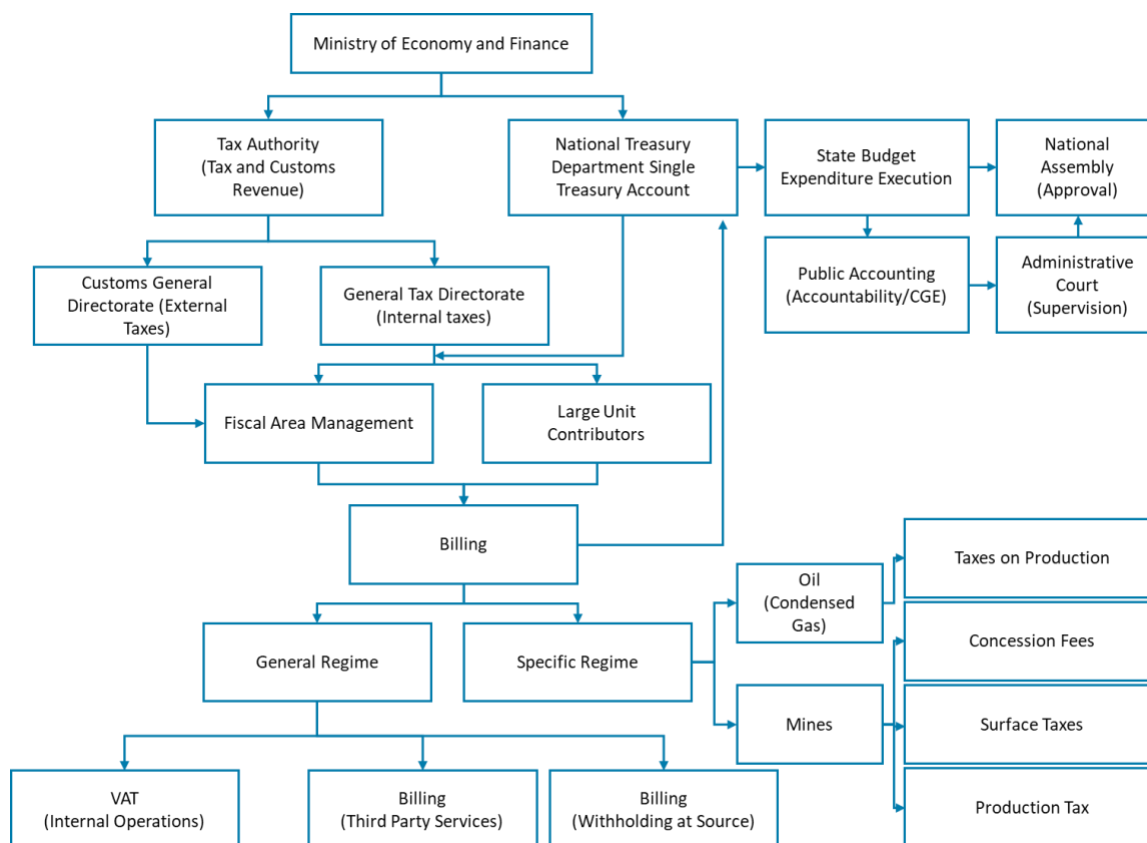 Ministry of Economy and Finance
Tax Authority
(Tax and Customs
Revenue)
National Treasury
Department Single
Treasury Account
State Budget
Expenditure Execution
National
Assembly
(Approval)
Customs General
Directorate (External
Taxes)
General Tax Directorate
(Internal taxes)
Public Accounting
(Accountability/CGE)
Administrative
Court
(Supervision)
Fiscal Area Management
Large Unit
Contributors
Billing
Oil
(Condensed
Gas)
Taxes on Production
General Regime
Specific Regime
Concession Fees
Mines
Surface Taxes
VAT
(Internal Operations)
Billing
(Third Party Services)
Billing
(Withholding at Source)
Production Tax